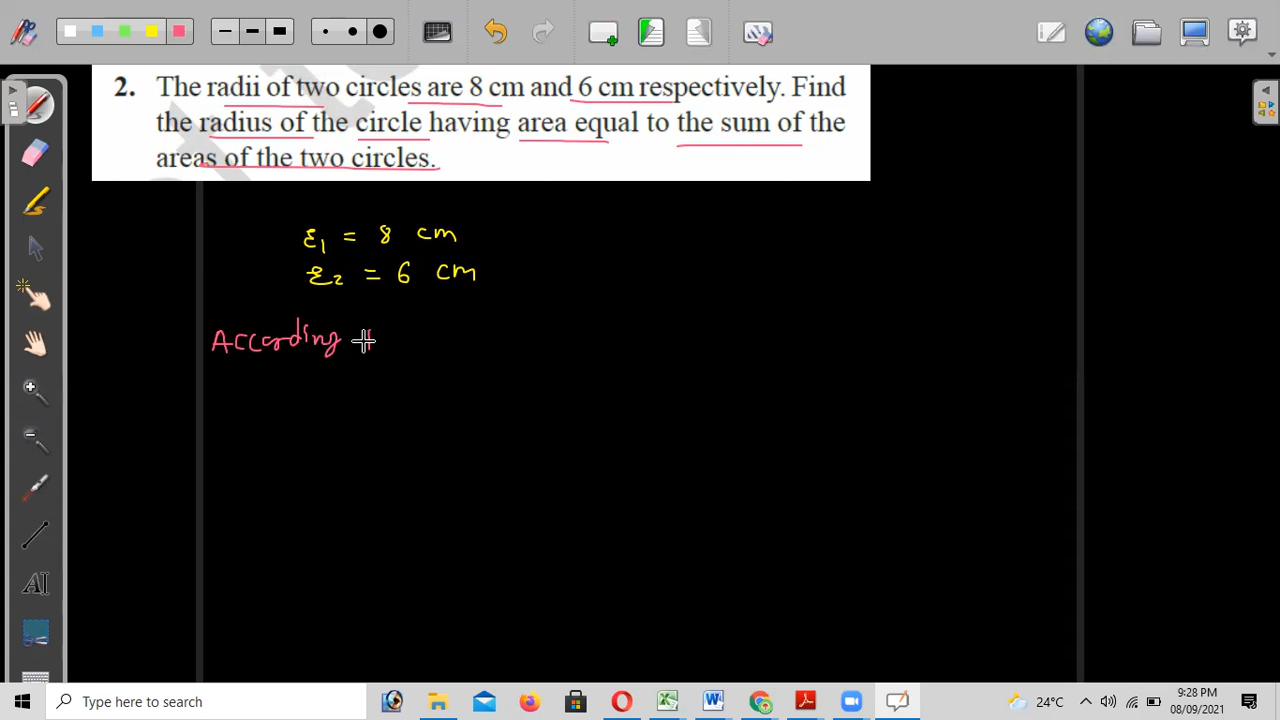 2. The radii of two circles are 8 cm and 6 cm respectively. Find
the radius of the circle having area equal to the sum of the
areas of the two circles.
r1 = 8 cm
r2 = 6 cm
According
Type here to search
24°C
9:28 PM
08/09/2021